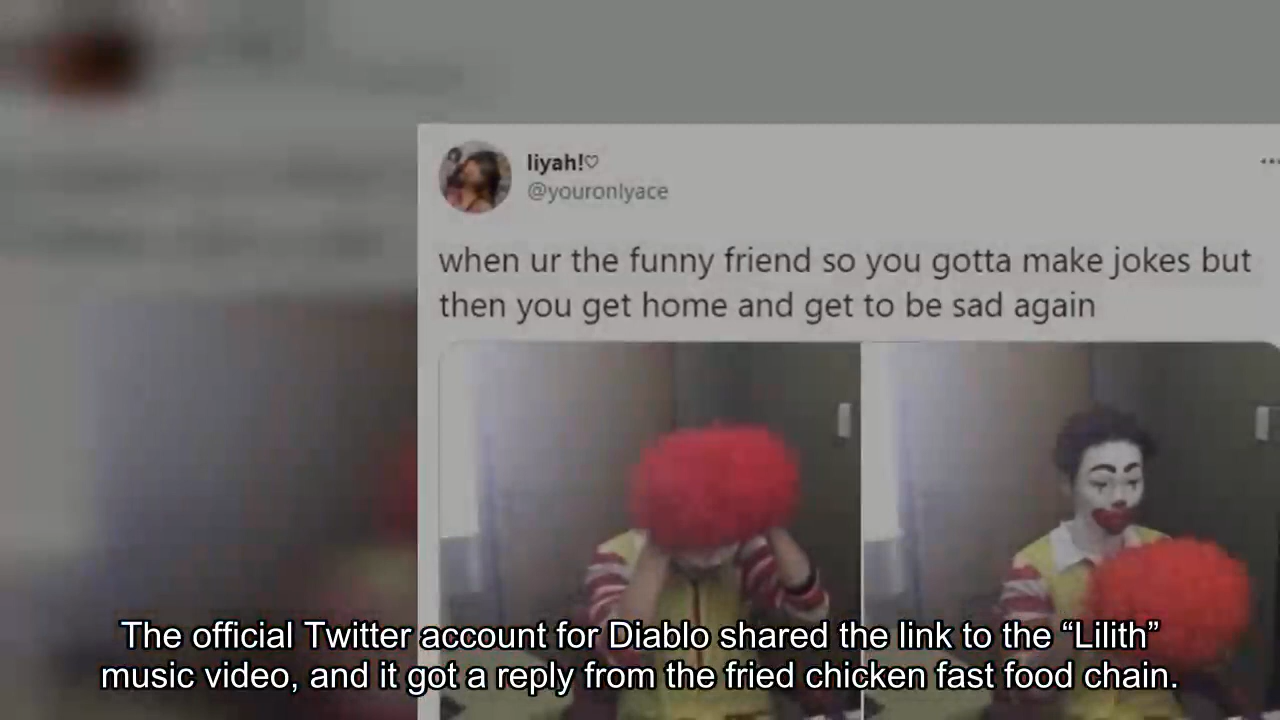 liyah!♡
@youronlyace
when ur the funny friend so you gotta make jokes but
then you get home and get to be sad again
The official Twitter account for Diablo shared the link to the “Lilith”
music video, and it got a reply from the fried chicken fast food chain.